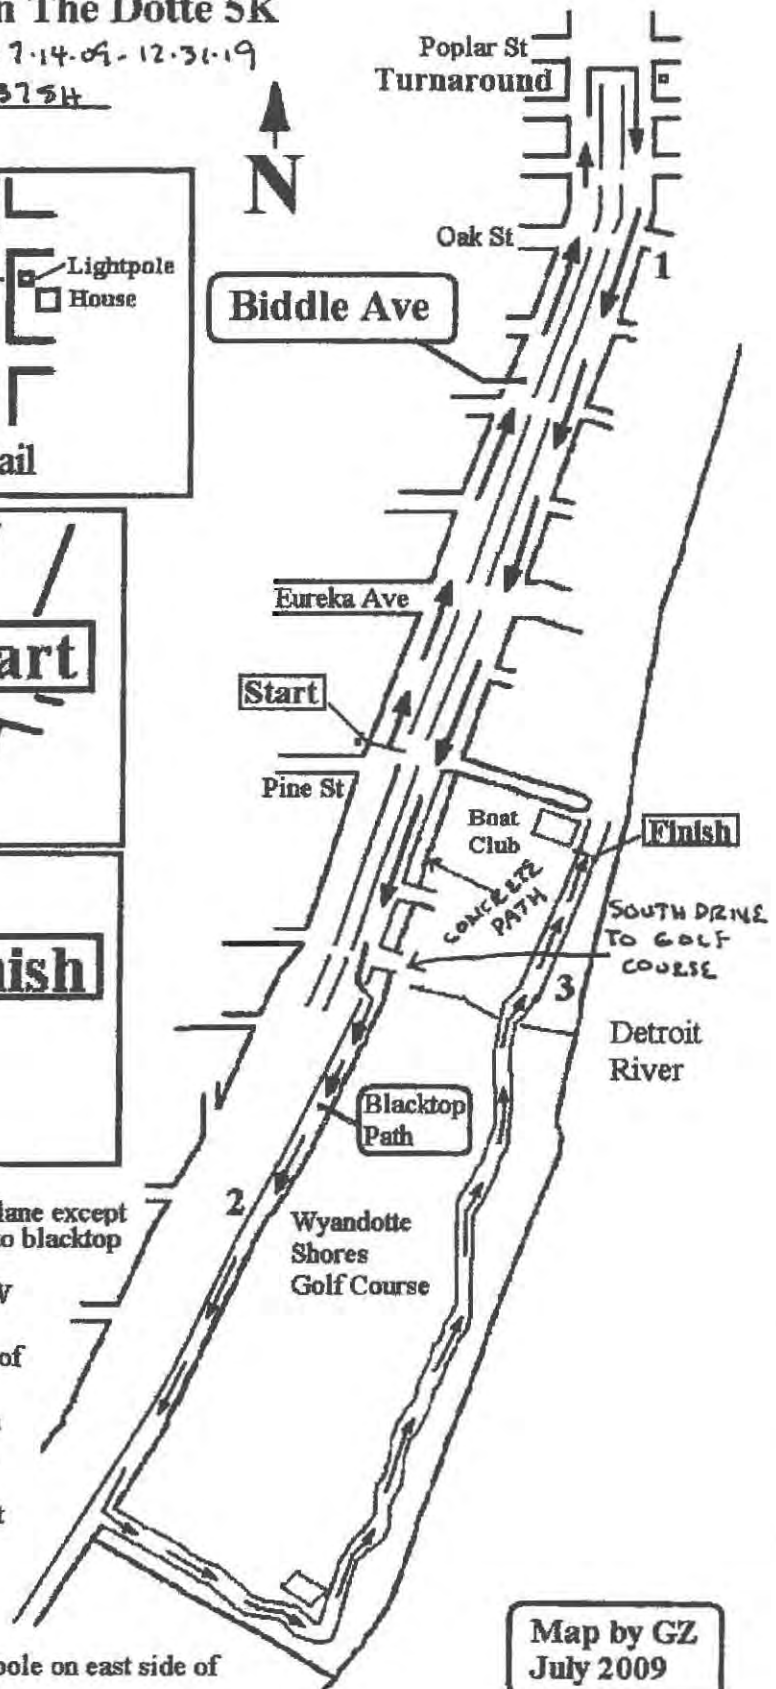 The Dotte 5K
7.14.09 - 12.31.19
Poplar St
Turnaround
N
Oak St
1
Lightpole
House
Biddle Ave
Eureka Ave
Start
Pine St
Boat
Club
Finish
CONCRETE
PATH
SOUTH DRIVE
TO GOLF
COURSE
3
Detroit
River
Blacktop
Path
2
Wyandotte
Shores
Golf Course
lane except
blacktop
of
pole on east side of
Map by GZ
July 2009